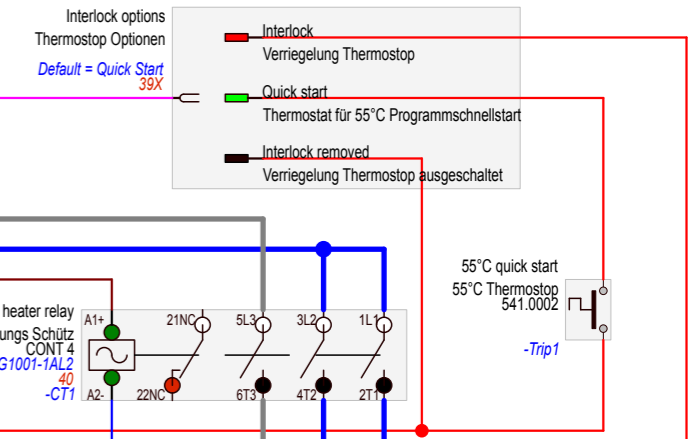 Interlock options
Thermostop Optionen
Default = Quick Start
39X
Interlock
Verriegelung Thermostop
Quick start
Thermostat für 55°C Programmschnellstart
Interlock removed
Verriegelung Thermostop ausgeschaltet
55°C quick start
55°C Thermostop
541.0002
-Trip1
heater relay
ungs Schütz
CONT 4
G1001-1AL2
40
-CT1
A1+
A2-
21NC
5L3
3L2
1L1
22NC
6T3
4T2
2T1